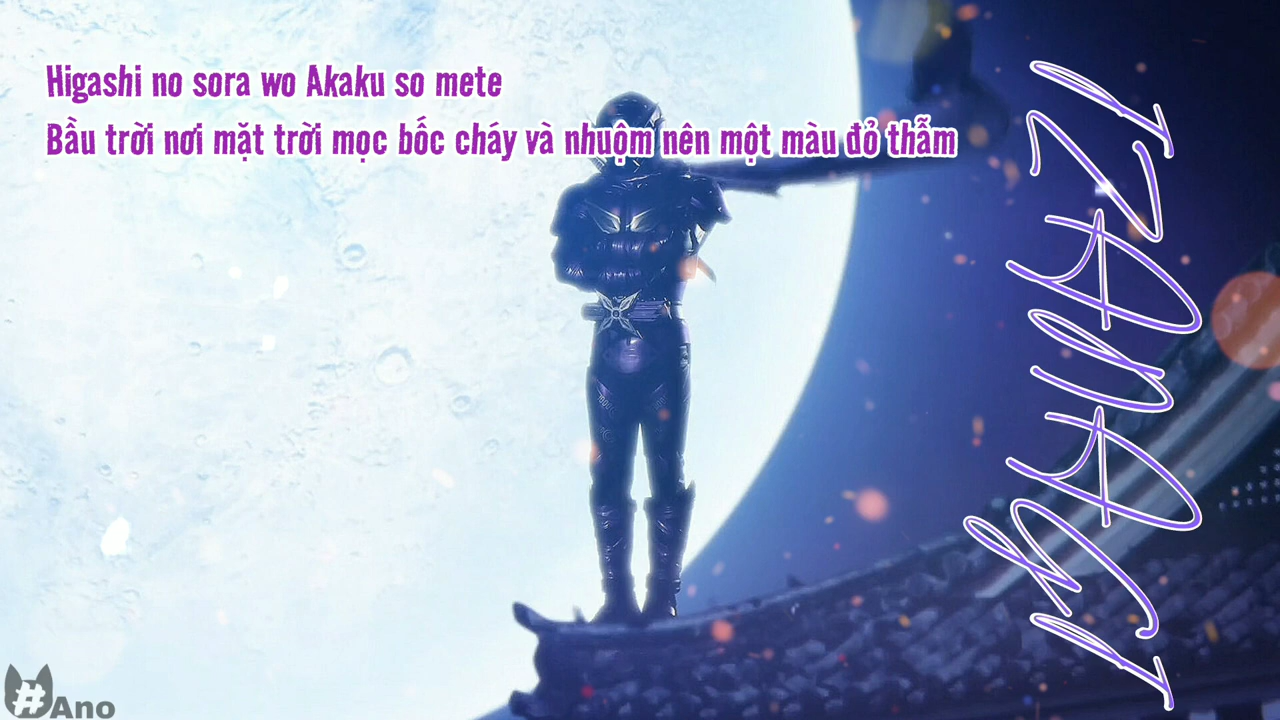 Higashi no sora wo Akaku so mete
Bầu trời nơi mặt trời mọc bốc cháy và nhuộm nên một màu đỏ thẫm
IZANAGI
#Ano